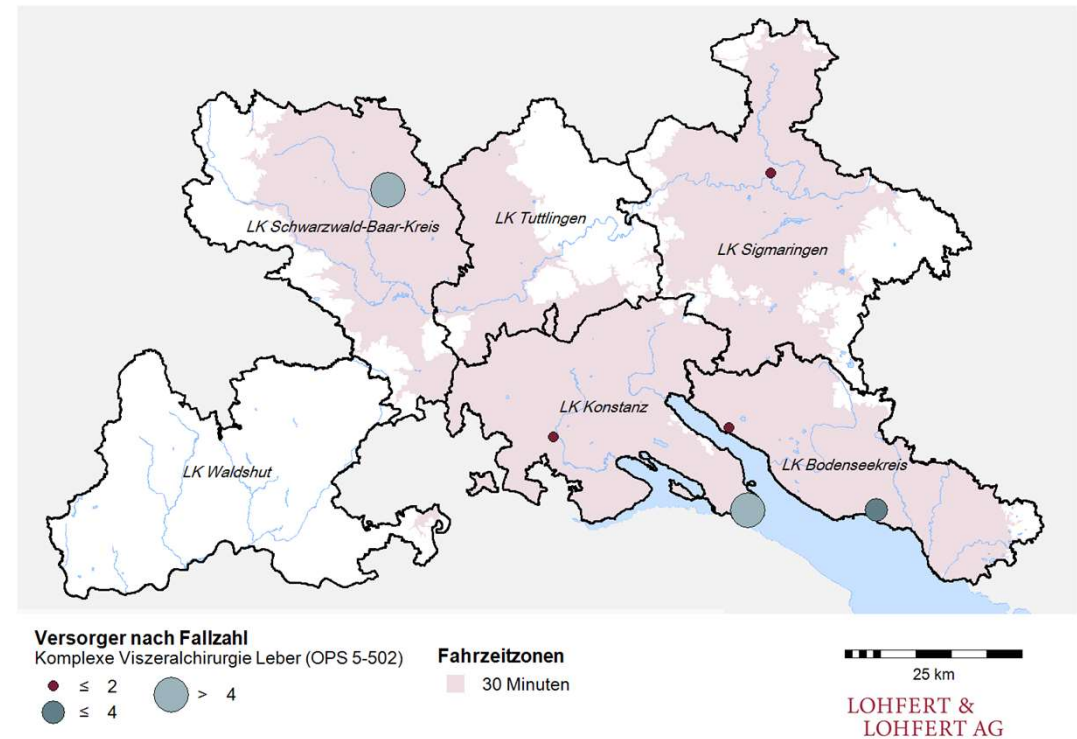 LK Schwarzwald-Baar-Kreis
LK Tuttlingen
LK Sigmaringen
LK Konstanz
LK Waldshut
LK Bodenseekreis
Versorger nach Fallzahl
Komplexe Viszeralchirurgie Leber (OPS 5-502)
≤ 2
> 4
≤ 4
Fahrzeitzonen
30 Minuten
25 km
LOHFERT &
LOHFERT AG